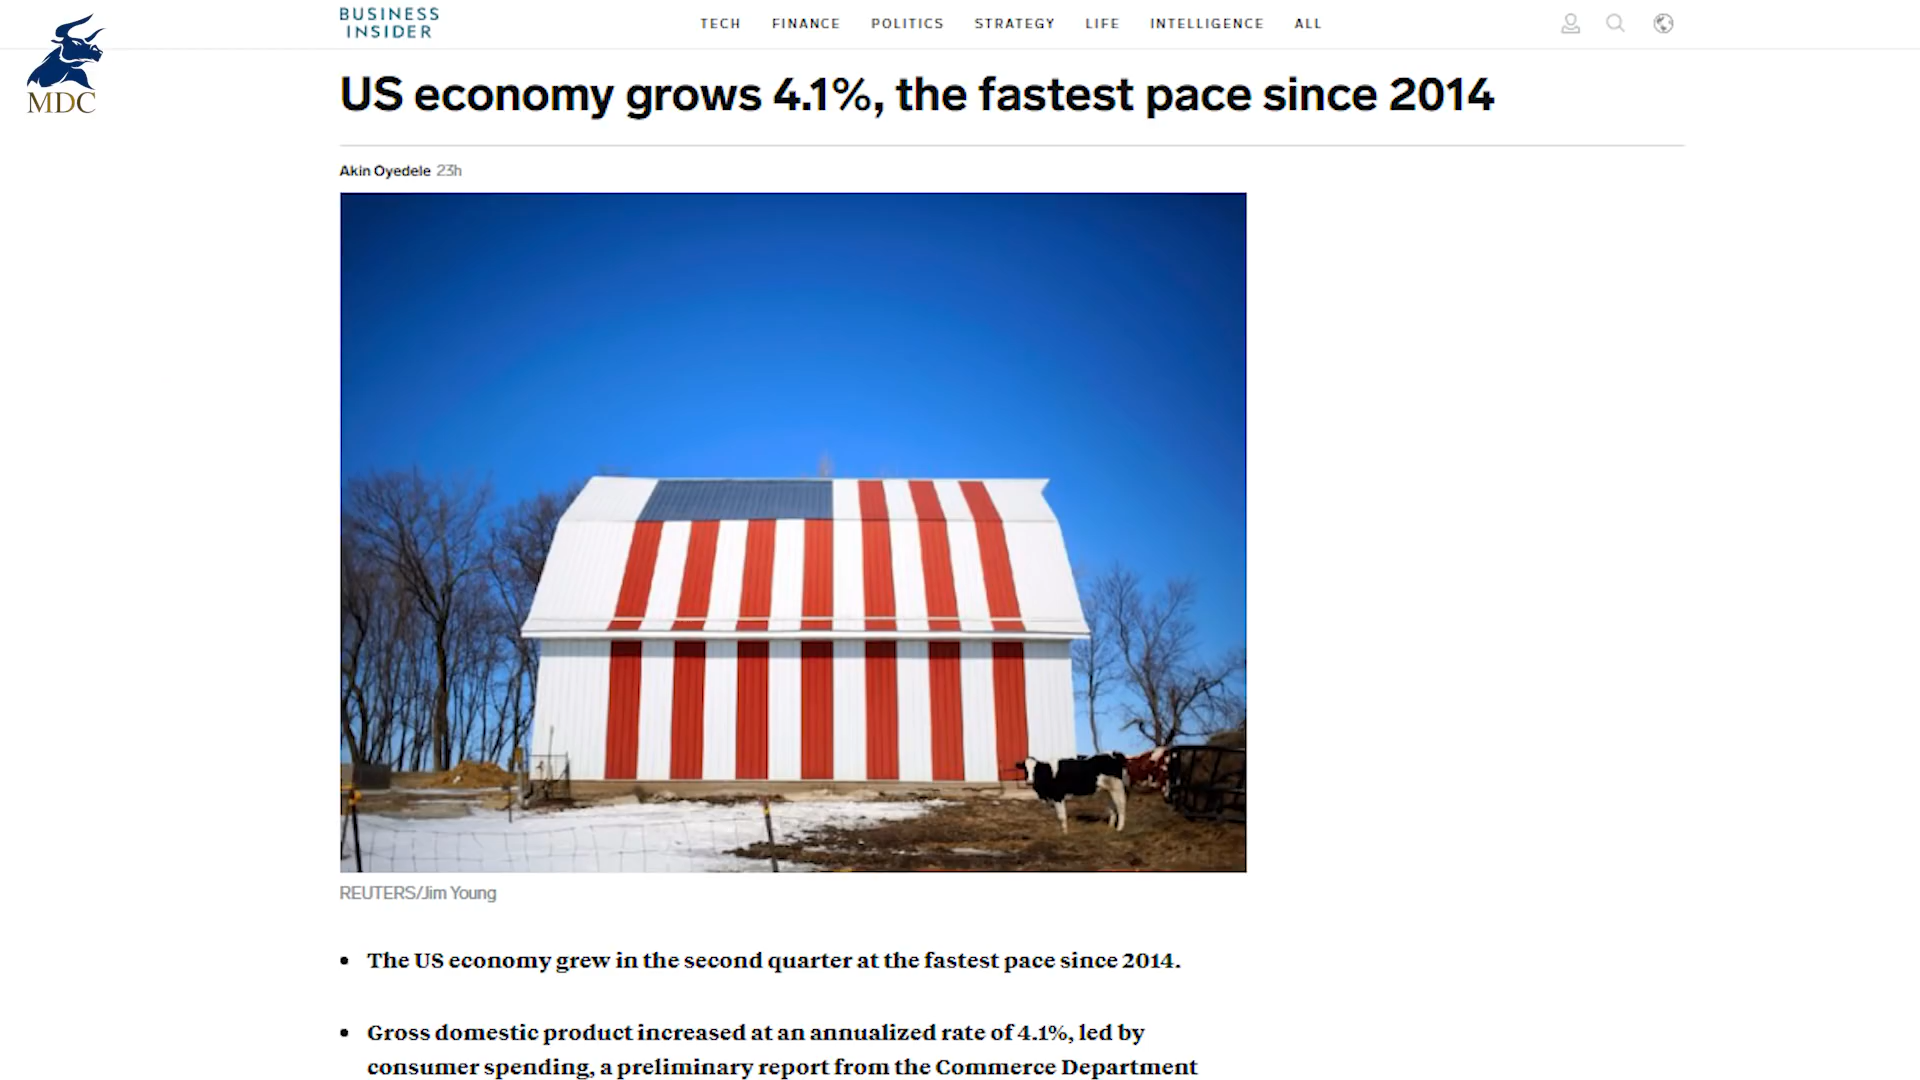 BUSINESS
INSIDER
TECH FINANCE POLITICS STRATEGY LIFE INTELLIGENCE ALL
MDC
US economy grows 4.1%, the fastest pace since 2014
Akin Oyedele 23h
REUTERS/Jim Young
• The US economy grew in the second quarter at the fastest pace since 2014.
• Gross domestic product increased at an annualized rate of 4.1%, led by
consumer spending, a preliminary report from the Commerce Department